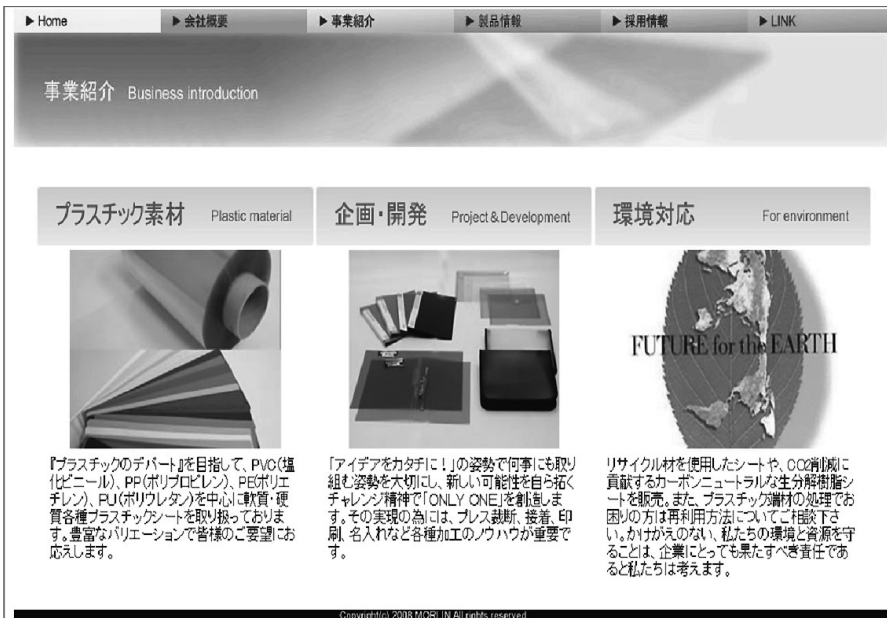 ▶ Home ▶ 会社概要 ▶ 事業紹介 ▶ 製品情報 ▶ 採用情報 ▶ LINK
事業紹介 Business introduction
プラスチック素材 Plastic material
『プラスチックのデパート』を目指して、PVC(塩
化ビニール)、PP(ポリプロピレン)、PE(ポリエ
チレン)、PU(ポリウレタン)を中心に軟質・硬
質各種プラスチックシートを取り扱っておりま
す。豊富なバリエーションで皆様のご要望にお
応えします。
企画・開発 Project & Development
「アイデアをカタチに！」の姿勢で何事にも取り
組む姿勢を大切にし、新しい可能性を自ら拓く
チャレンジ精神で「ONLY ONE」を創造しま
す。その実現の為には、プレス裁断、接着、印
刷、名入れなど各種加工のノウハウが重要で
す。
環境対応 For environment
FUTURE for the EARTH
リサイクル材を使用したシートや、CO2削減に
貢献するカーボンニュートラルな生分解樹脂シ
ートを販売。また、プラスチック端材の処理でお
困りの方は再利用方法についてご相談下さ
い。かけがえのない、私たちの環境と資源を守
ることは、企業にとっても果たすべき責任であ
ると私たちは考えます。
Copyright(c) 2008 MORI IN All rights reserved